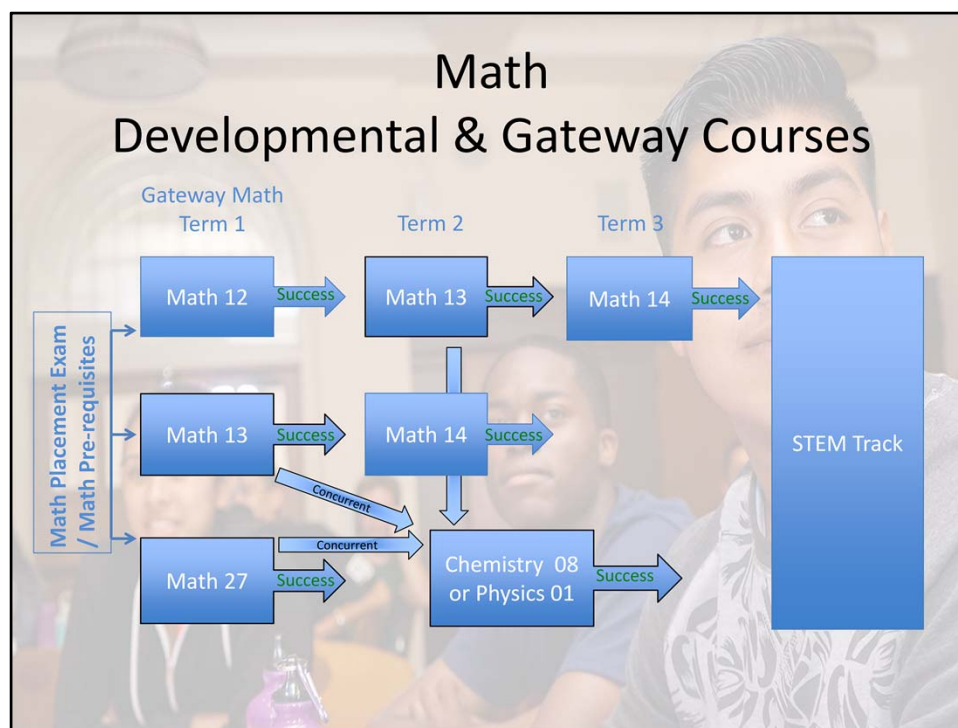 Math
Developmental & Gateway Courses
Gateway Math
Term 1
Term 2
Term 3
Math Placement Exam
/ Math Pre-requisites
Math 12
Success
Math 13
Success
Math 14
Success
STEM Track
Math 13
Success
Math 14
Success
Concurrent
Concurrent
Math 27
Success
Chemistry 08
or Physics 01
Success